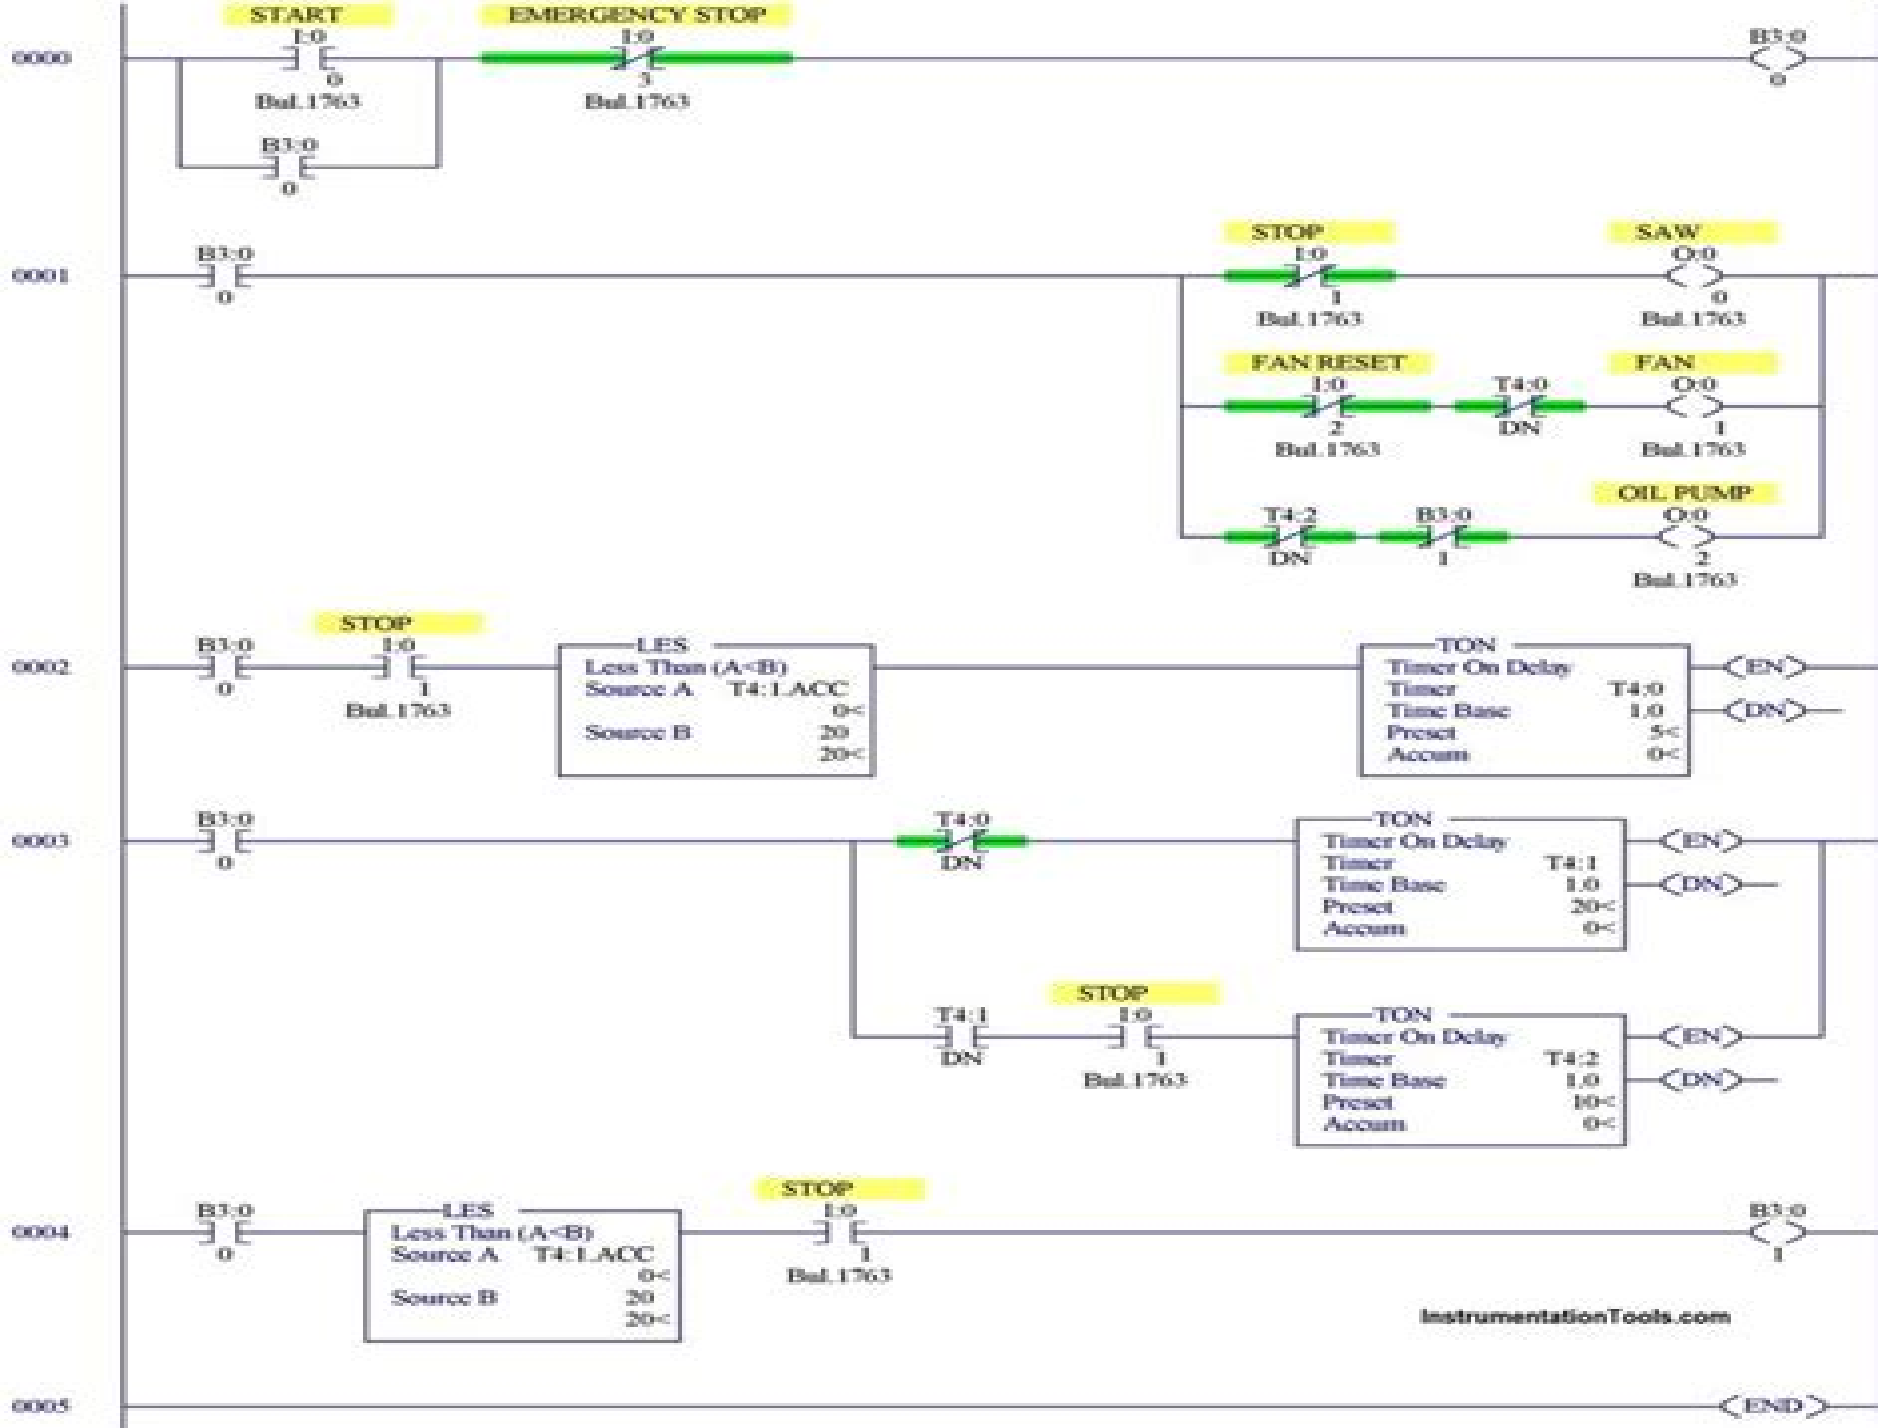 START EMERGENCY STOP
I:0 I:0 B3:0
0000
0 3 0
Bul.1763 Bul.1763
B3:0
0
STOP SAW
B3:0 I:0 O:0
0001
0 1 0
Bul.1763 Bul.1763
FAN RESET FAN
I:0 T4:0 O:0
2 DN 1
Bul.1763 Bul.1763
OIL PUMP
T4:2 B3:0 O:0
DN 1 2
Bul.1763
STOP
B3:0 I:0 LES TON
0002 Less Than (A<B) Timer On Delay EN
0 1 Source A T4:1.ACC Timer T4:0
Bul.1763 0< Time Base 1.0 DN
Source B 20 Preset 5<
20< Accum 0<
B3:0 T4:0 TON
0003 Timer On Delay EN
0 DN Timer T4:1
Time Base 1.0 DN
Preset 20<
Accum 0<
STOP
T4:1 I:0 TON
Timer On Delay EN
DN 1 Timer T4:2
Bul.1763 Time Base 1.0 DN
Preset 10<
Accum 0<
STOP
B3:0 LES I:0 B3:0
0004 Less Than (A<B)
0 Source A T4:1.ACC 1 1
0< Bul.1763
Source B 20
20<
InstrumentationTools.com
0005 END